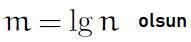 m = lg n olsun